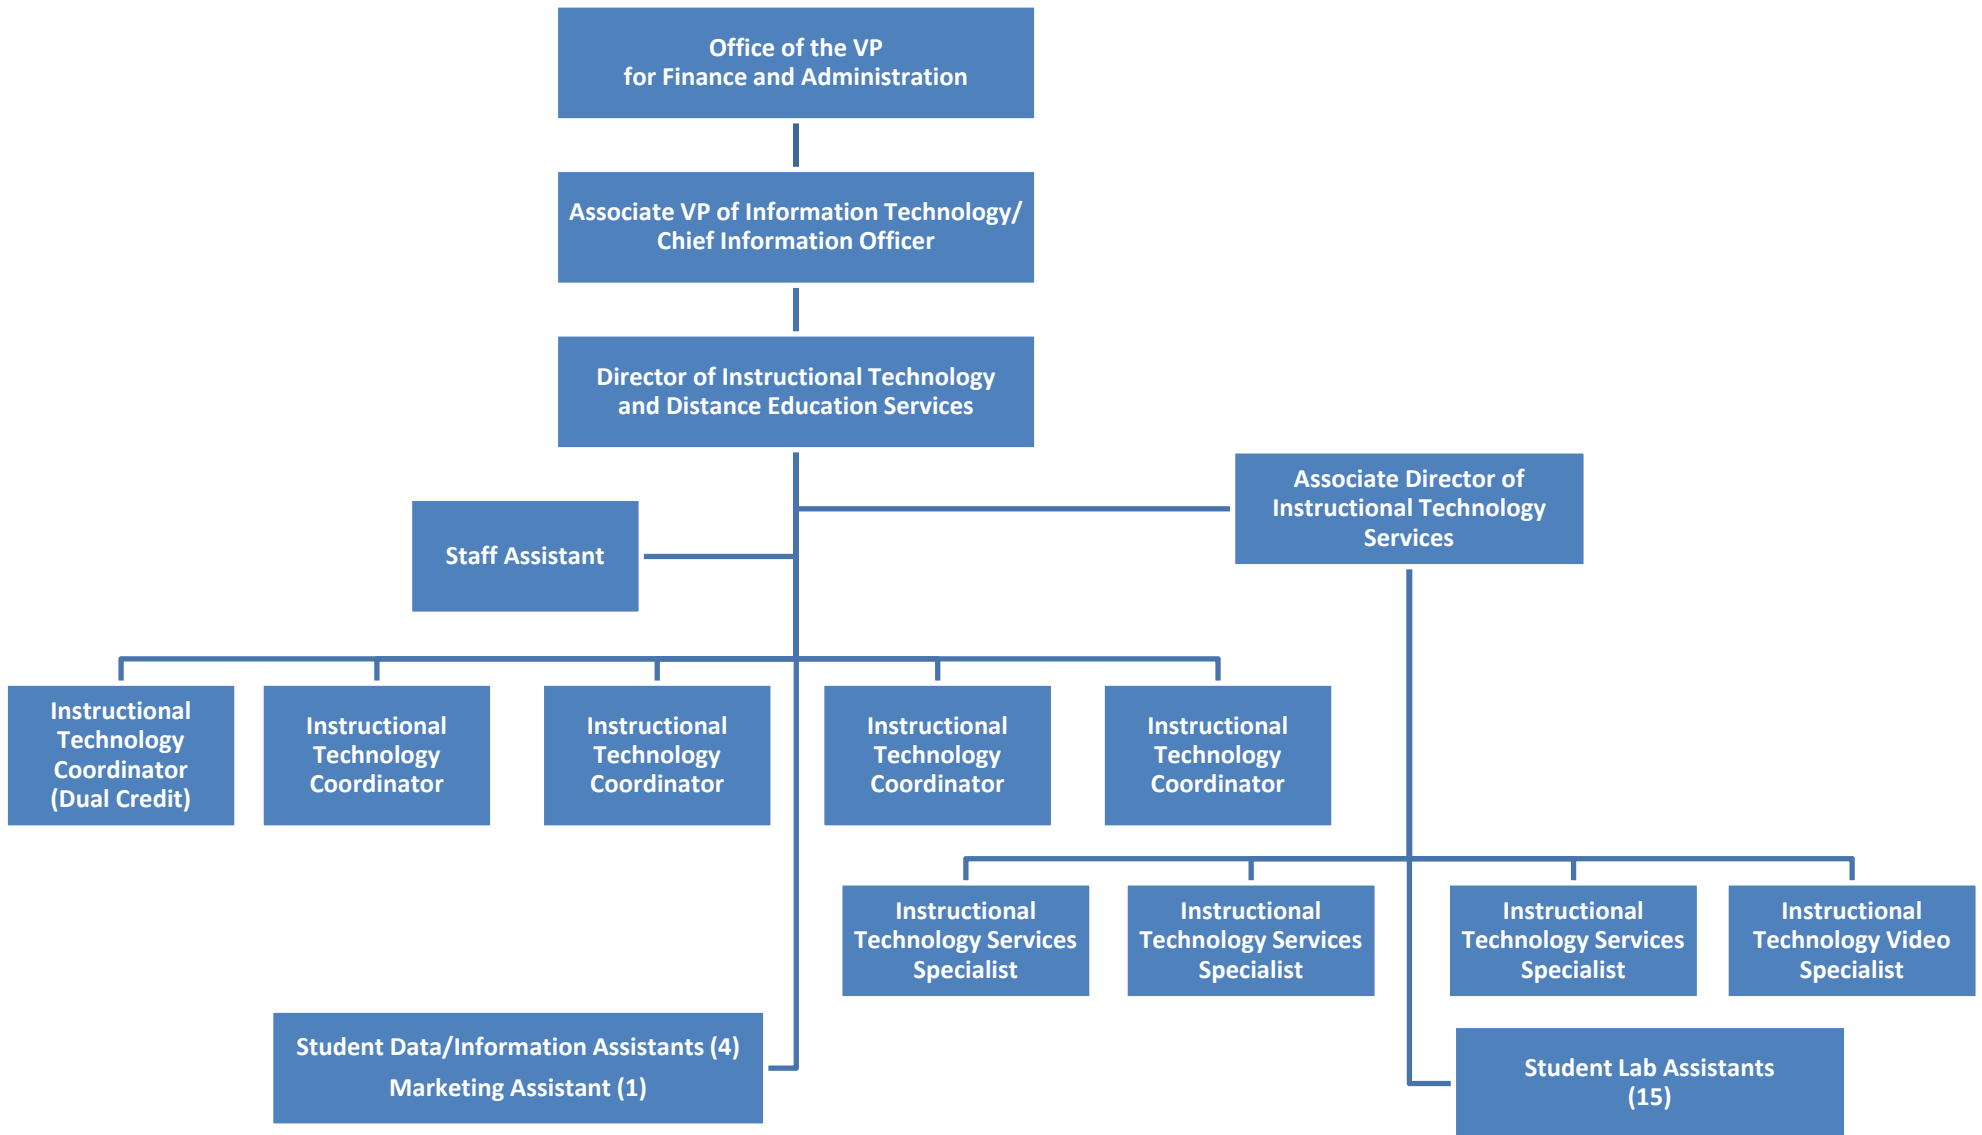 Office of the VP
for Finance and Administration
Associate VP of Information Technology/
Chief Information Officer
Director of Instructional Technology
and Distance Education Services
Associate Director of
Instructional Technology
Services
Staff Assistant
Instructional
Technology
Coordinator
(Dual Credit)
Instructional
Technology
Coordinator
Instructional
Technology
Coordinator
Instructional
Technology
Coordinator
Instructional
Technology
Coordinator
Instructional
Technology Services
Specialist
Instructional
Technology Services
Specialist
Instructional
Technology Services
Specialist
Instructional
Technology Video
Specialist
Student Data/Information Assistants (4)
Marketing Assistant (1)
Student Lab Assistants
(15)